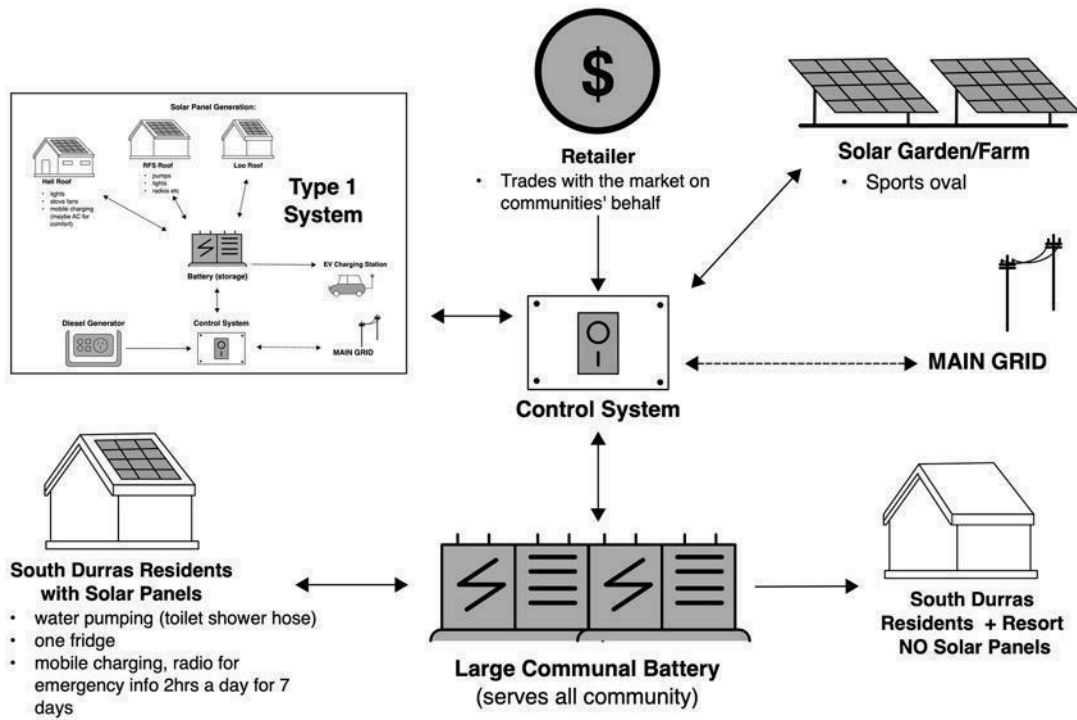 Solar Panel Generation:
Hall Roof
• lights
• stove fans
• mobile charging
(maybe AC for
comfort)
RFS Roof
• pumps
• lights
• radios etc
Loo Roof
Type 1
System
Battery (storage)
EV Charging Station
Diesel Generator
Control System
MAIN GRID
$
Retailer
• Trades with the market on
communities' behalf
Solar Garden/Farm
• Sports oval
MAIN GRID
Control System
South Durras Residents
with Solar Panels
• water pumping (toilet shower hose)
• one fridge
• mobile charging, radio for
emergency info 2hrs a day for 7
days
Large Communal Battery
(serves all community)
South Durras
Residents + Resort
NO Solar Panels